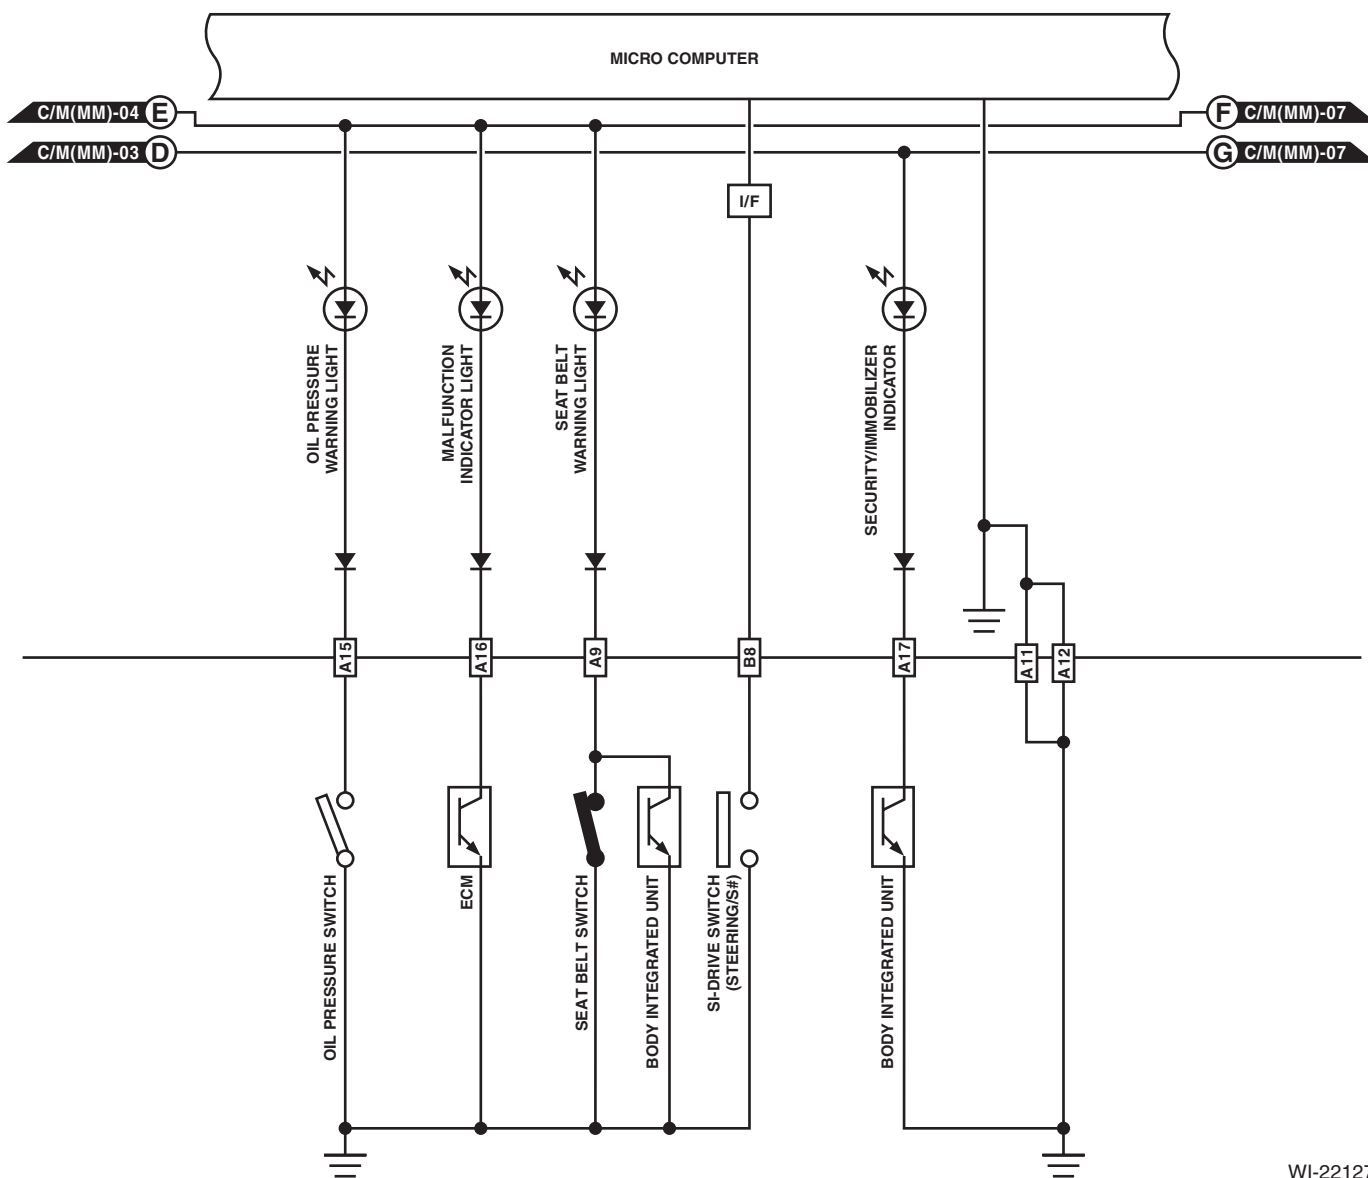 MICRO COMPUTER
C/M(MM)-04 E
F C/M(MM)-07
C/M(MM)-03 D
G C/M(MM)-07
I/F
OIL PRESSURE
WARNING LIGHT
MALFUNCTION
INDICATOR LIGHT
SEAT BELT
WARNING LIGHT
SECURITY/IMMOBILIZER
INDICATOR
A15
A16
A9
B8
A17
A11
A12
OIL PRESSURE SWITCH
ECM
SEAT BELT SWITCH
BODY INTEGRATED UNIT
SI-DRIVE SWITCH
(STEERING/S#)
BODY INTEGRATED UNIT
WI-22127